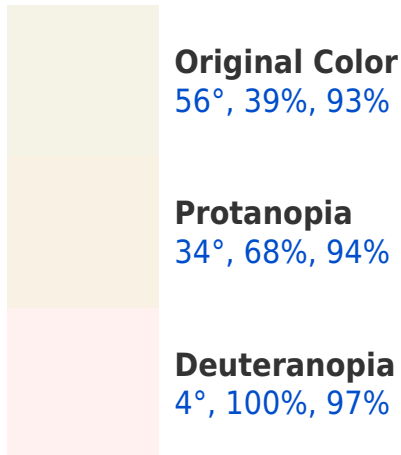 Original Color
56°, 39%, 93%
Protanopia
34°, 68%, 94%
Deuteranopia
4°, 100%, 97%